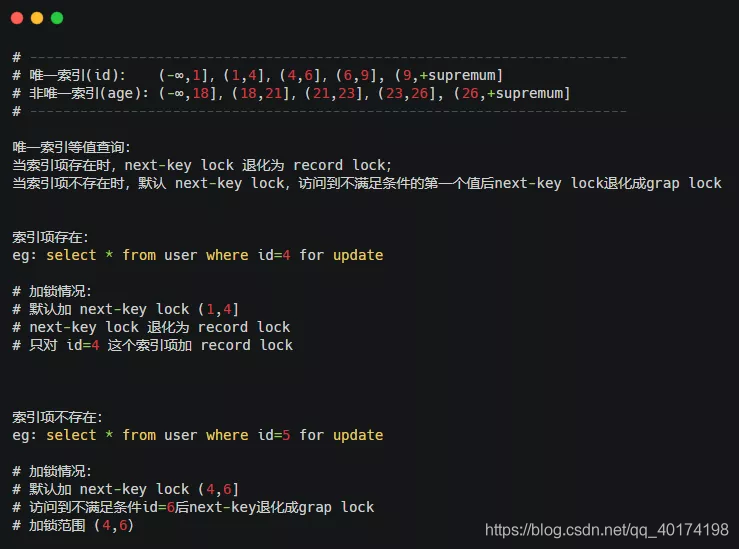 # -----------------------------------------------------------------------
# 唯一索引(id):   (-∞,1], (1,4], (4,6], (6,9], (9,+supremum]
# 非唯一索引(age): (-∞,18], (18,21], (21,23], (23,26], (26,+supremum]
# -----------------------------------------------------------------------
唯一索引等值查询:
当索引项存在时, next-key lock 退化为 record lock;
当索引项不存在时, 默认 next-key lock, 访问到不满足条件的第一个值后next-key lock退化成grap lock
索引项存在:
eg: select * from user where id=4 for update
# 加锁情况:
# 默认加 next-key lock (1,4]
# next-key lock 退化为 record lock
# 只对 id=4 这个索引项加 record lock
索引项不存在:
eg: select * from user where id=5 for update
# 加锁情况:
# 默认加 next-key lock (4,6]
# 访问到不满足条件id=6后next-key退化成grap lock
# 加锁范围 (4,6)
https://blog.csdn.net/qq_40174198